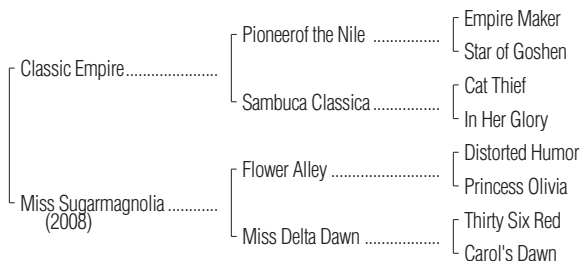 Empire Maker
Pioneerof the Nile ................
Star of Goshen
Classic Empire......................
Cat Thief
Sambuca Classica................
In Her Glory
Distorted Humor
Flower Alley ..........................
Princess Olivia
Miss Sugarmagnolia ............
(2008)
Thirty Six Red
Miss Delta Dawn ..................
Carol's Dawn